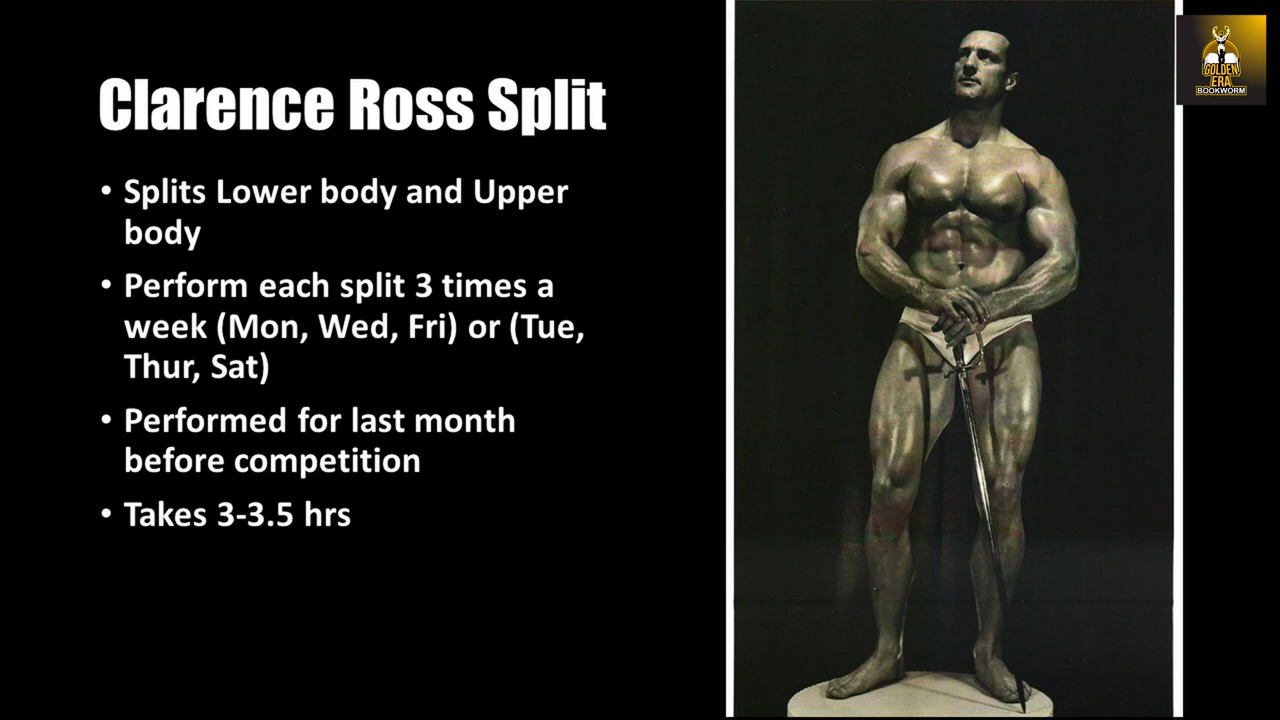 Clarence Ross Split
• Splits Lower body and Upper
body
• Perform each split 3 times a
week (Mon, Wed, Fri) or (Tue,
Thur, Sat)
• Performed for last month
before competition
• Takes 3-3.5 hrs
GOLDEN
ERA
BOOKWORM